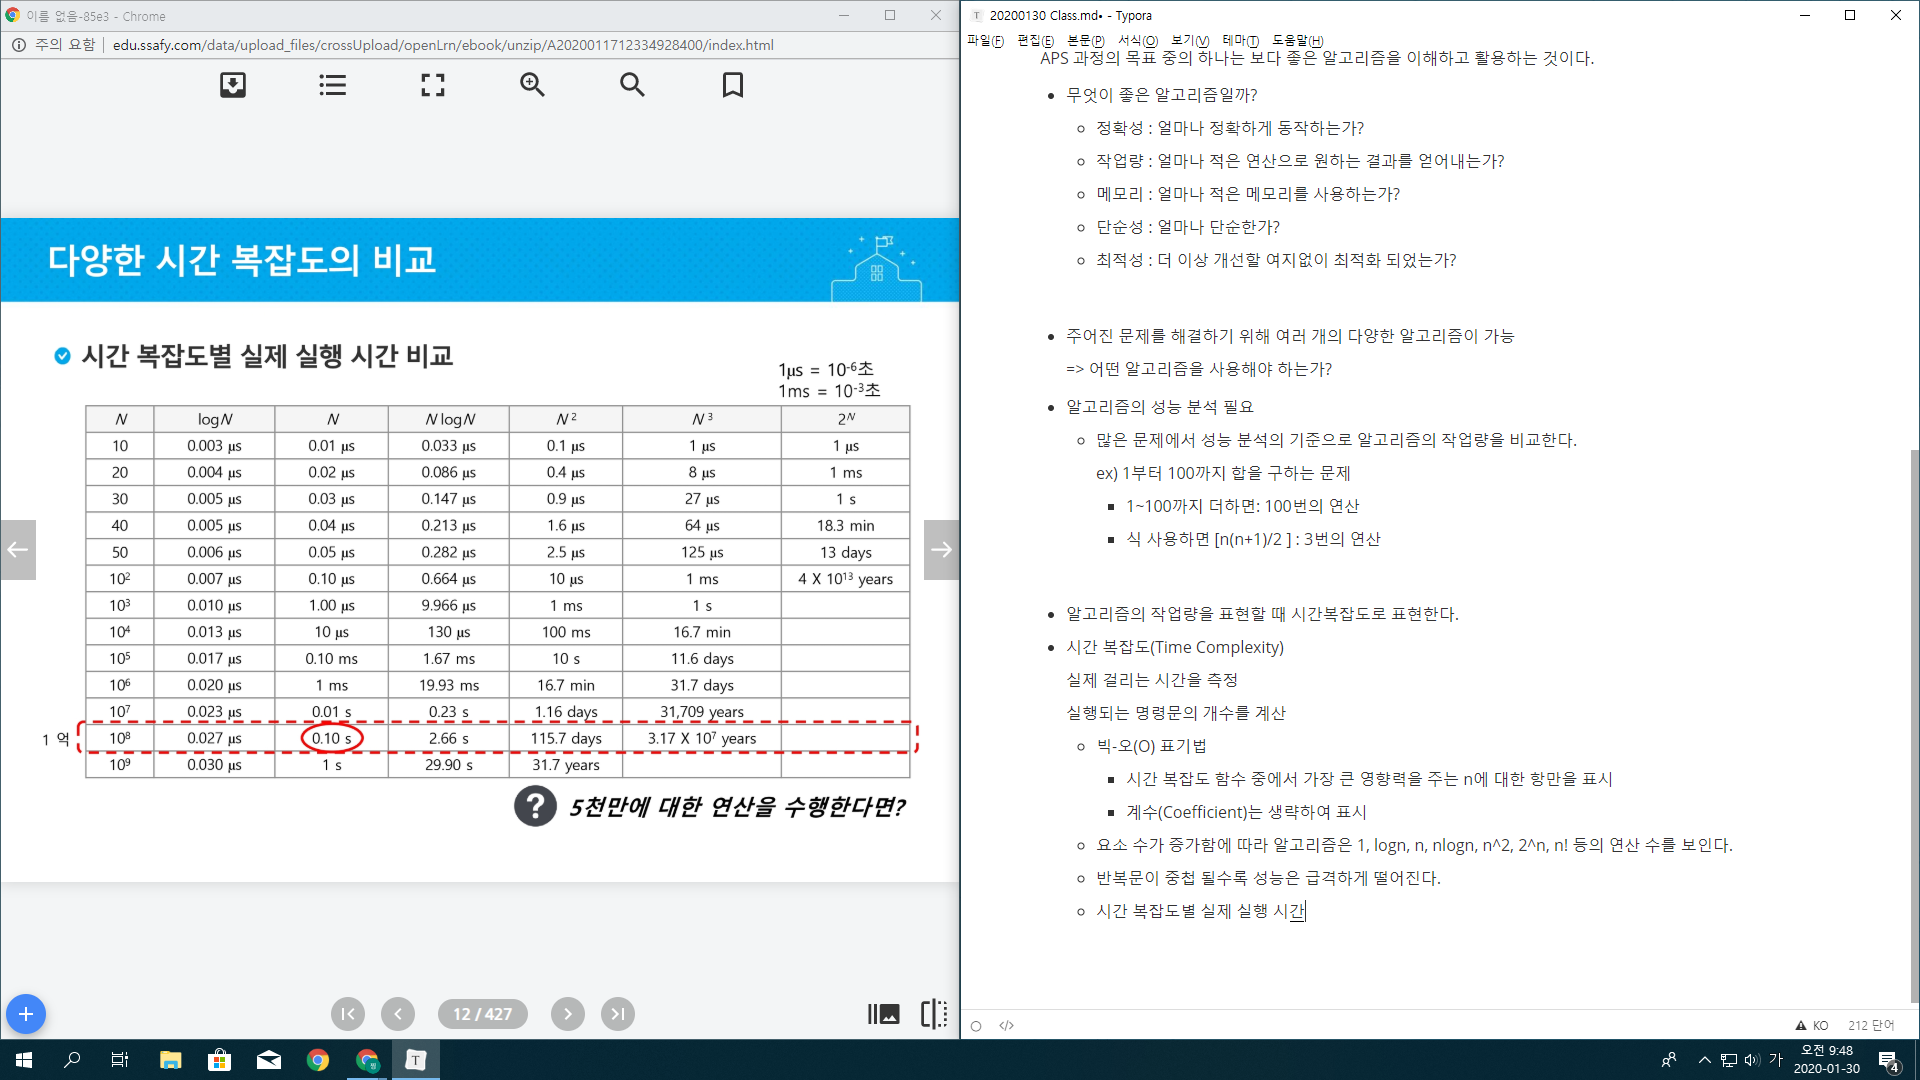 이름 없음-85e3 - Chrome
주의 요함 | edu.ssafy.com/data/upload_files/crossUpload/openLrn/ebook/unzip/A2020011712334928400/index.html
다양한 시간 복잡도의 비교
시간 복잡도별 실제 실행 시간 비교
1μs = 10⁻⁶초
1ms = 10⁻³초
N logN N N logN N² N³ 2ᴺ
10 0.003 μs 0.01 μs 0.033 μs 0.1 μs 1 μs 1 μs
20 0.004 μs 0.02 μs 0.086 μs 0.4 μs 8 μs 1 ms
30 0.005 μs 0.03 μs 0.147 μs 0.9 μs 27 μs 1 s
40 0.005 μs 0.04 μs 0.213 μs 1.6 μs 64 μs 18.3 min
50 0.006 μs 0.05 μs 0.282 μs 2.5 μs 125 μs 13 days
10² 0.007 μs 0.10 μs 0.664 μs 10 μs 1 ms 4 X 10¹³ years
10³ 0.010 μs 1.00 μs 9.966 μs 1 ms 1 s
10⁴ 0.013 μs 10 μs 130 μs 100 ms 16.7 min
10⁵ 0.017 μs 0.10 ms 1.67 ms 10 s 11.6 days
10⁶ 0.020 μs 1 ms 19.93 ms 16.7 min 31.7 days
10⁷ 0.023 μs 0.01 s 0.23 s 1.16 days 31,709 years
1 억 10⁸ 0.027 μs 0.10 s 2.66 s 115.7 days 3.17 X 10⁷ years
10⁹ 0.030 μs 1 s 29.90 s 31.7 years
? 5천만에 대한 연산을 수행한다면?
12 / 427
20200130 Class.md• - Typora
파일(F) 편집(E) 본문(P) 서식(O) 보기(V) 테마(T) 도움말(H)
APS 과정의 목표 중의 하나는 보다 좋은 알고리즘을 이해하고 활용하는 것이다.
무엇이 좋은 알고리즘일까?
정확성 : 얼마나 정확하게 동작하는가?
작업량 : 얼마나 적은 연산으로 원하는 결과를 얻어내는가?
메모리 : 얼마나 적은 메모리를 사용하는가?
단순성 : 얼마나 단순한가?
최적성 : 더 이상 개선할 여지없이 최적화 되었는가?
주어진 문제를 해결하기 위해 여러 개의 다양한 알고리즘이 가능
=> 어떤 알고리즘을 사용해야 하는가?
알고리즘의 성능 분석 필요
많은 문제에서 성능 분석의 기준으로 알고리즘의 작업량을 비교한다.
ex) 1부터 100까지 합을 구하는 문제
1~100까지 더하면: 100번의 연산
식 사용하면 [n(n+1)/2 ] : 3번의 연산
알고리즘의 작업량을 표현할 때 시간복잡도로 표현한다.
시간 복잡도(Time Complexity)
실제 걸리는 시간을 측정
실행되는 명령문의 개수를 계산
빅-오(O) 표기법
시간 복잡도 함수 중에서 가장 큰 영향력을 주는 n에 대한 항만을 표시
계수(Coefficient)는 생략하여 표시
요소 수가 증가함에 따라 알고리즘은 1, logn, n, nlogn, n^2, 2^n, n! 등의 연산 수를 보인다.
반복문이 중첩 될수록 성능은 급격하게 떨어진다.
시간 복잡도별 실제 실행 시간
</> KO 212 단어
가 오전 9:48
2020-01-30
4